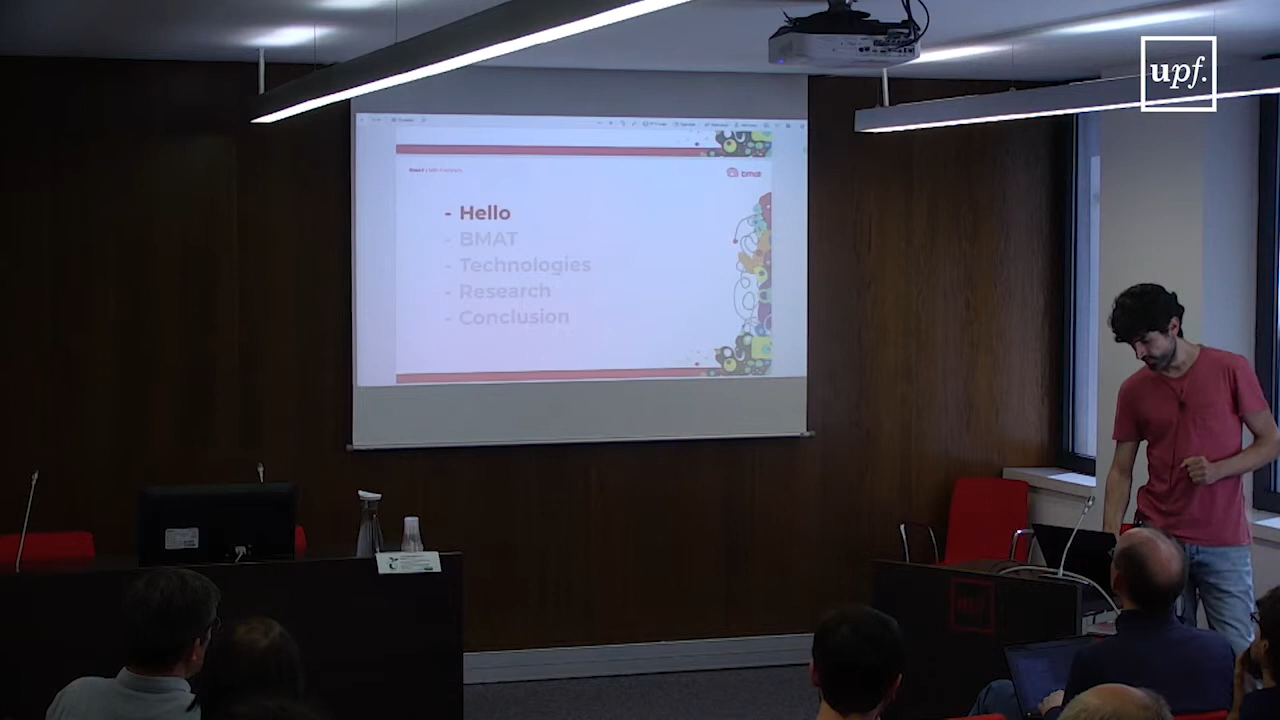 upf.
bmat
- Hello
- BMAT
- Technologies
- Research
- Conclusion